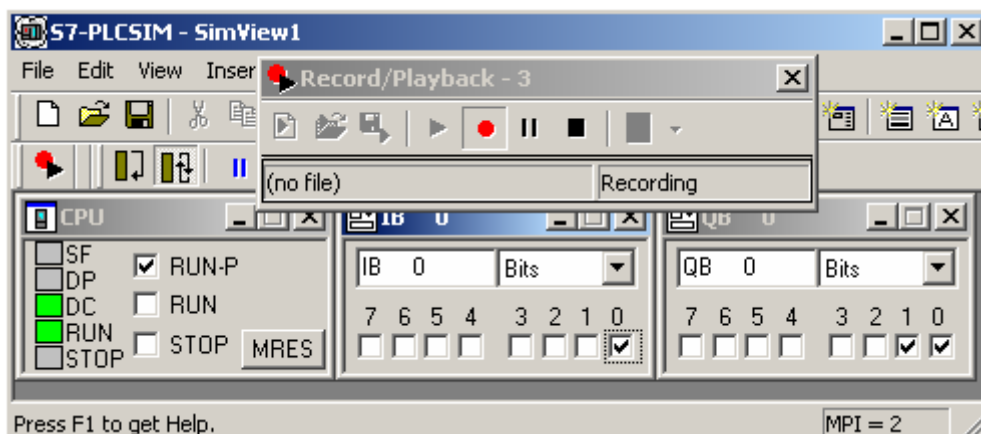 S7-PLCSIM - SimView1
File Edit View Inser
Record/Playback - 3
(no file) Recording
CPU
IB 0
QB 0
SF
DP
DC
RUN
STOP
RUN-P
RUN
STOP
MRES
IB 0 Bits
7 6 5 4 3 2 1 0
QB 0 Bits
7 6 5 4 3 2 1 0
Press F1 to get Help.
MPI = 2